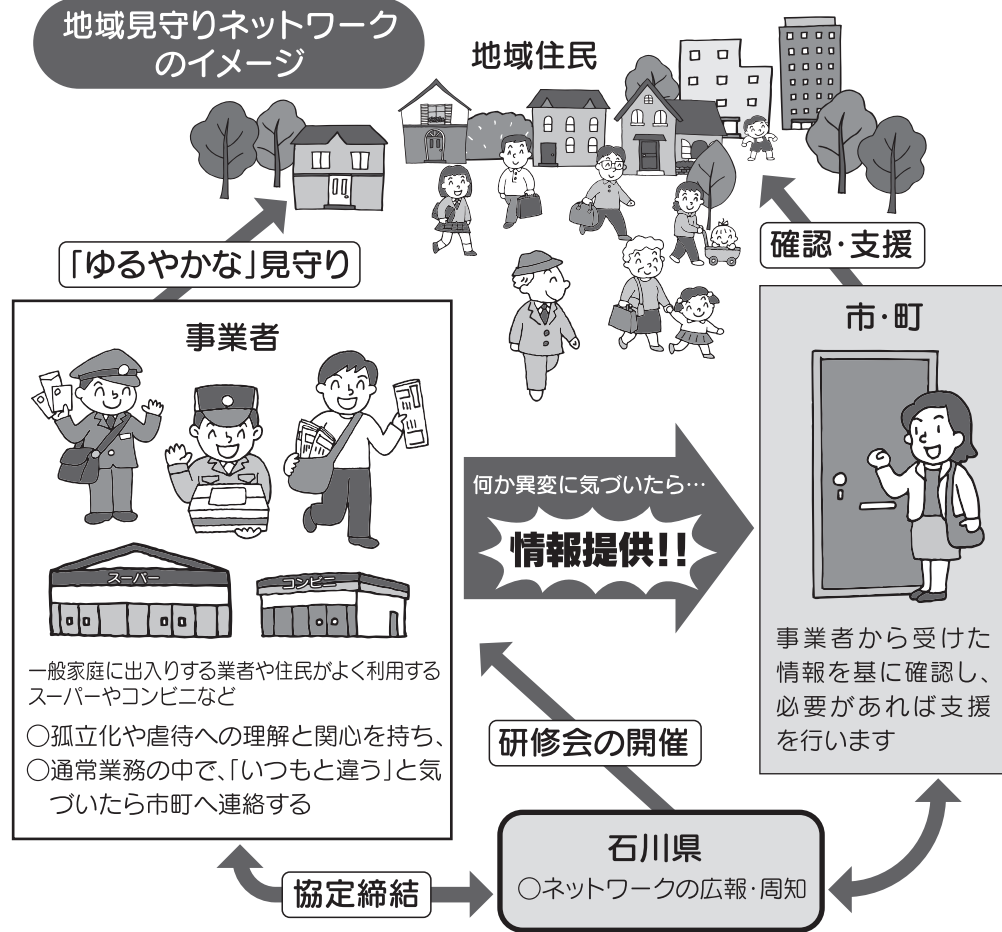 地域見守りネットワーク
のイメージ
地域住民
「ゆるやかな」見守り
確認・支援
事業者
スーパー
コンビニ
一般家庭に出入りする業者や住民がよく利用する
スーパーやコンビニなど
○孤立化や虐待への理解と関心を持ち、
○通常業務の中で、「いつもと違う」と気
づいたら市町へ連絡する
何か異変に気づいたら…
情報提供!!
市・町
事業者から受けた
情報を基に確認し、
必要があれば支援
を行います
研修会の開催
石川県
○ネットワークの広報・周知
協定締結